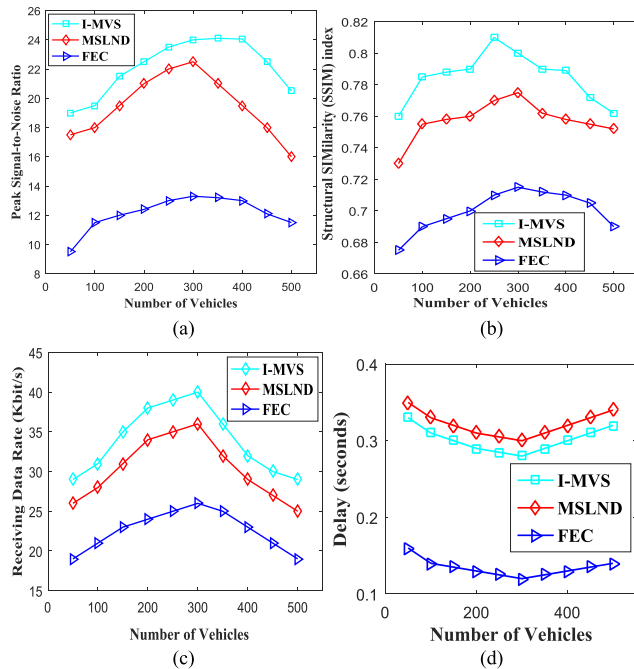 26
24
22
20
18
16
14
12
10
8
I-MVS
MSLND
FEC
Peak Signal-to-Noise Ratio
0
100
200
300
400
500
Number of Vehicles
(a)
0.82
0.8
0.78
0.76
0.74
0.72
0.7
0.68
0.66
Structural SIMilarity (SSIM) index
I-MVS
MSLND
FEC
0
100
200
300
400
500
Number of Vehicles
(b)
45
40
35
30
25
20
15
Receiving Data Rate (Kbit/s)
I-MVS
MSLND
FEC
0
100
200
300
400
500
Number of Vehicles
(c)
0.4
0.3
0.2
0.1
Delay (seconds)
I-MVS
MSLND
FEC
0
200
400
Number of Vehicles
(d)